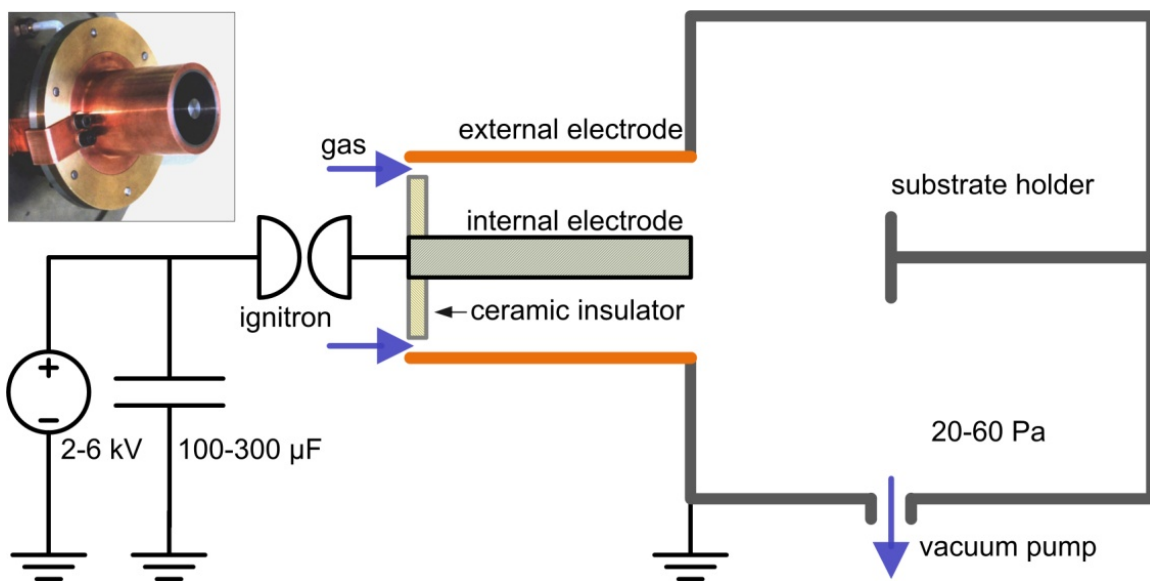 external electrode
gas
substrate holder
internal electrode
ignitron
ceramic insulator
+
−
2-6 kV
100-300 µF
20-60 Pa
vacuum pump